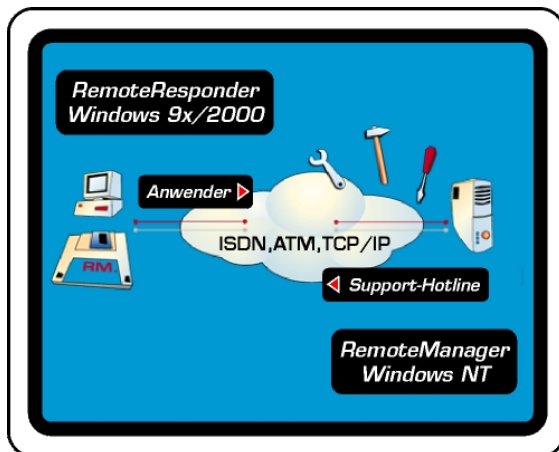 RemoteResponder
Windows 9x/2000
Anwender
ISDN,ATM,TCP/IP
RM.
Support-Hotline
RemoteManager
Windows NT